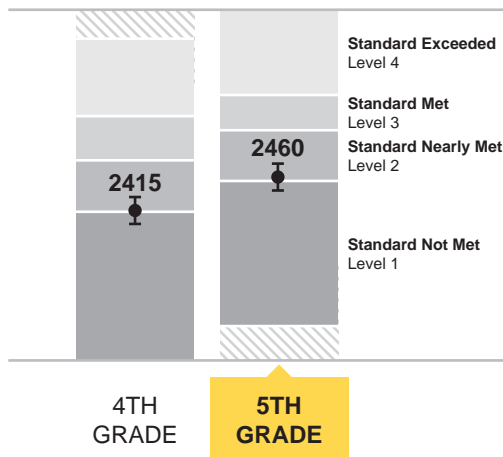 Standard Exceeded
Level 4
Standard Met
Level 3
Standard Nearly Met
Level 2
2415
2460
Standard Not Met
Level 1
4TH
GRADE
5TH
GRADE